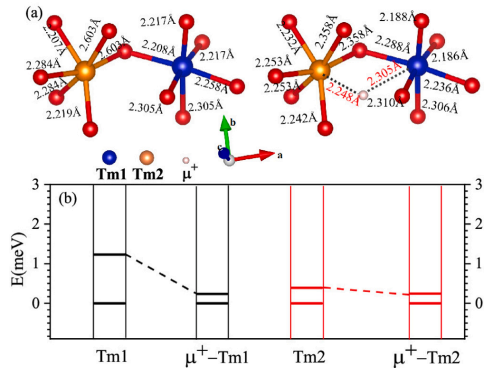 (a)
2.207Å
2.603Å
2.603Å
2.284Å
2.284Å
2.219Å
2.217Å
2.208Å
2.217Å
2.258Å
2.305Å
2.305Å
2.232Å
2.358Å
2.358Å
2.253Å
2.253Å
2.242Å
2.248Å
2.188Å
2.288Å
2.305Å
2.186Å
2.236Å
2.310Å
2.306Å
b
c
a
Tm1 Tm2 μ⁺
(b)
E(meV)
3
2
1
0
3
2
1
0
Tm1 μ⁺−Tm1 Tm2 μ⁺−Tm2